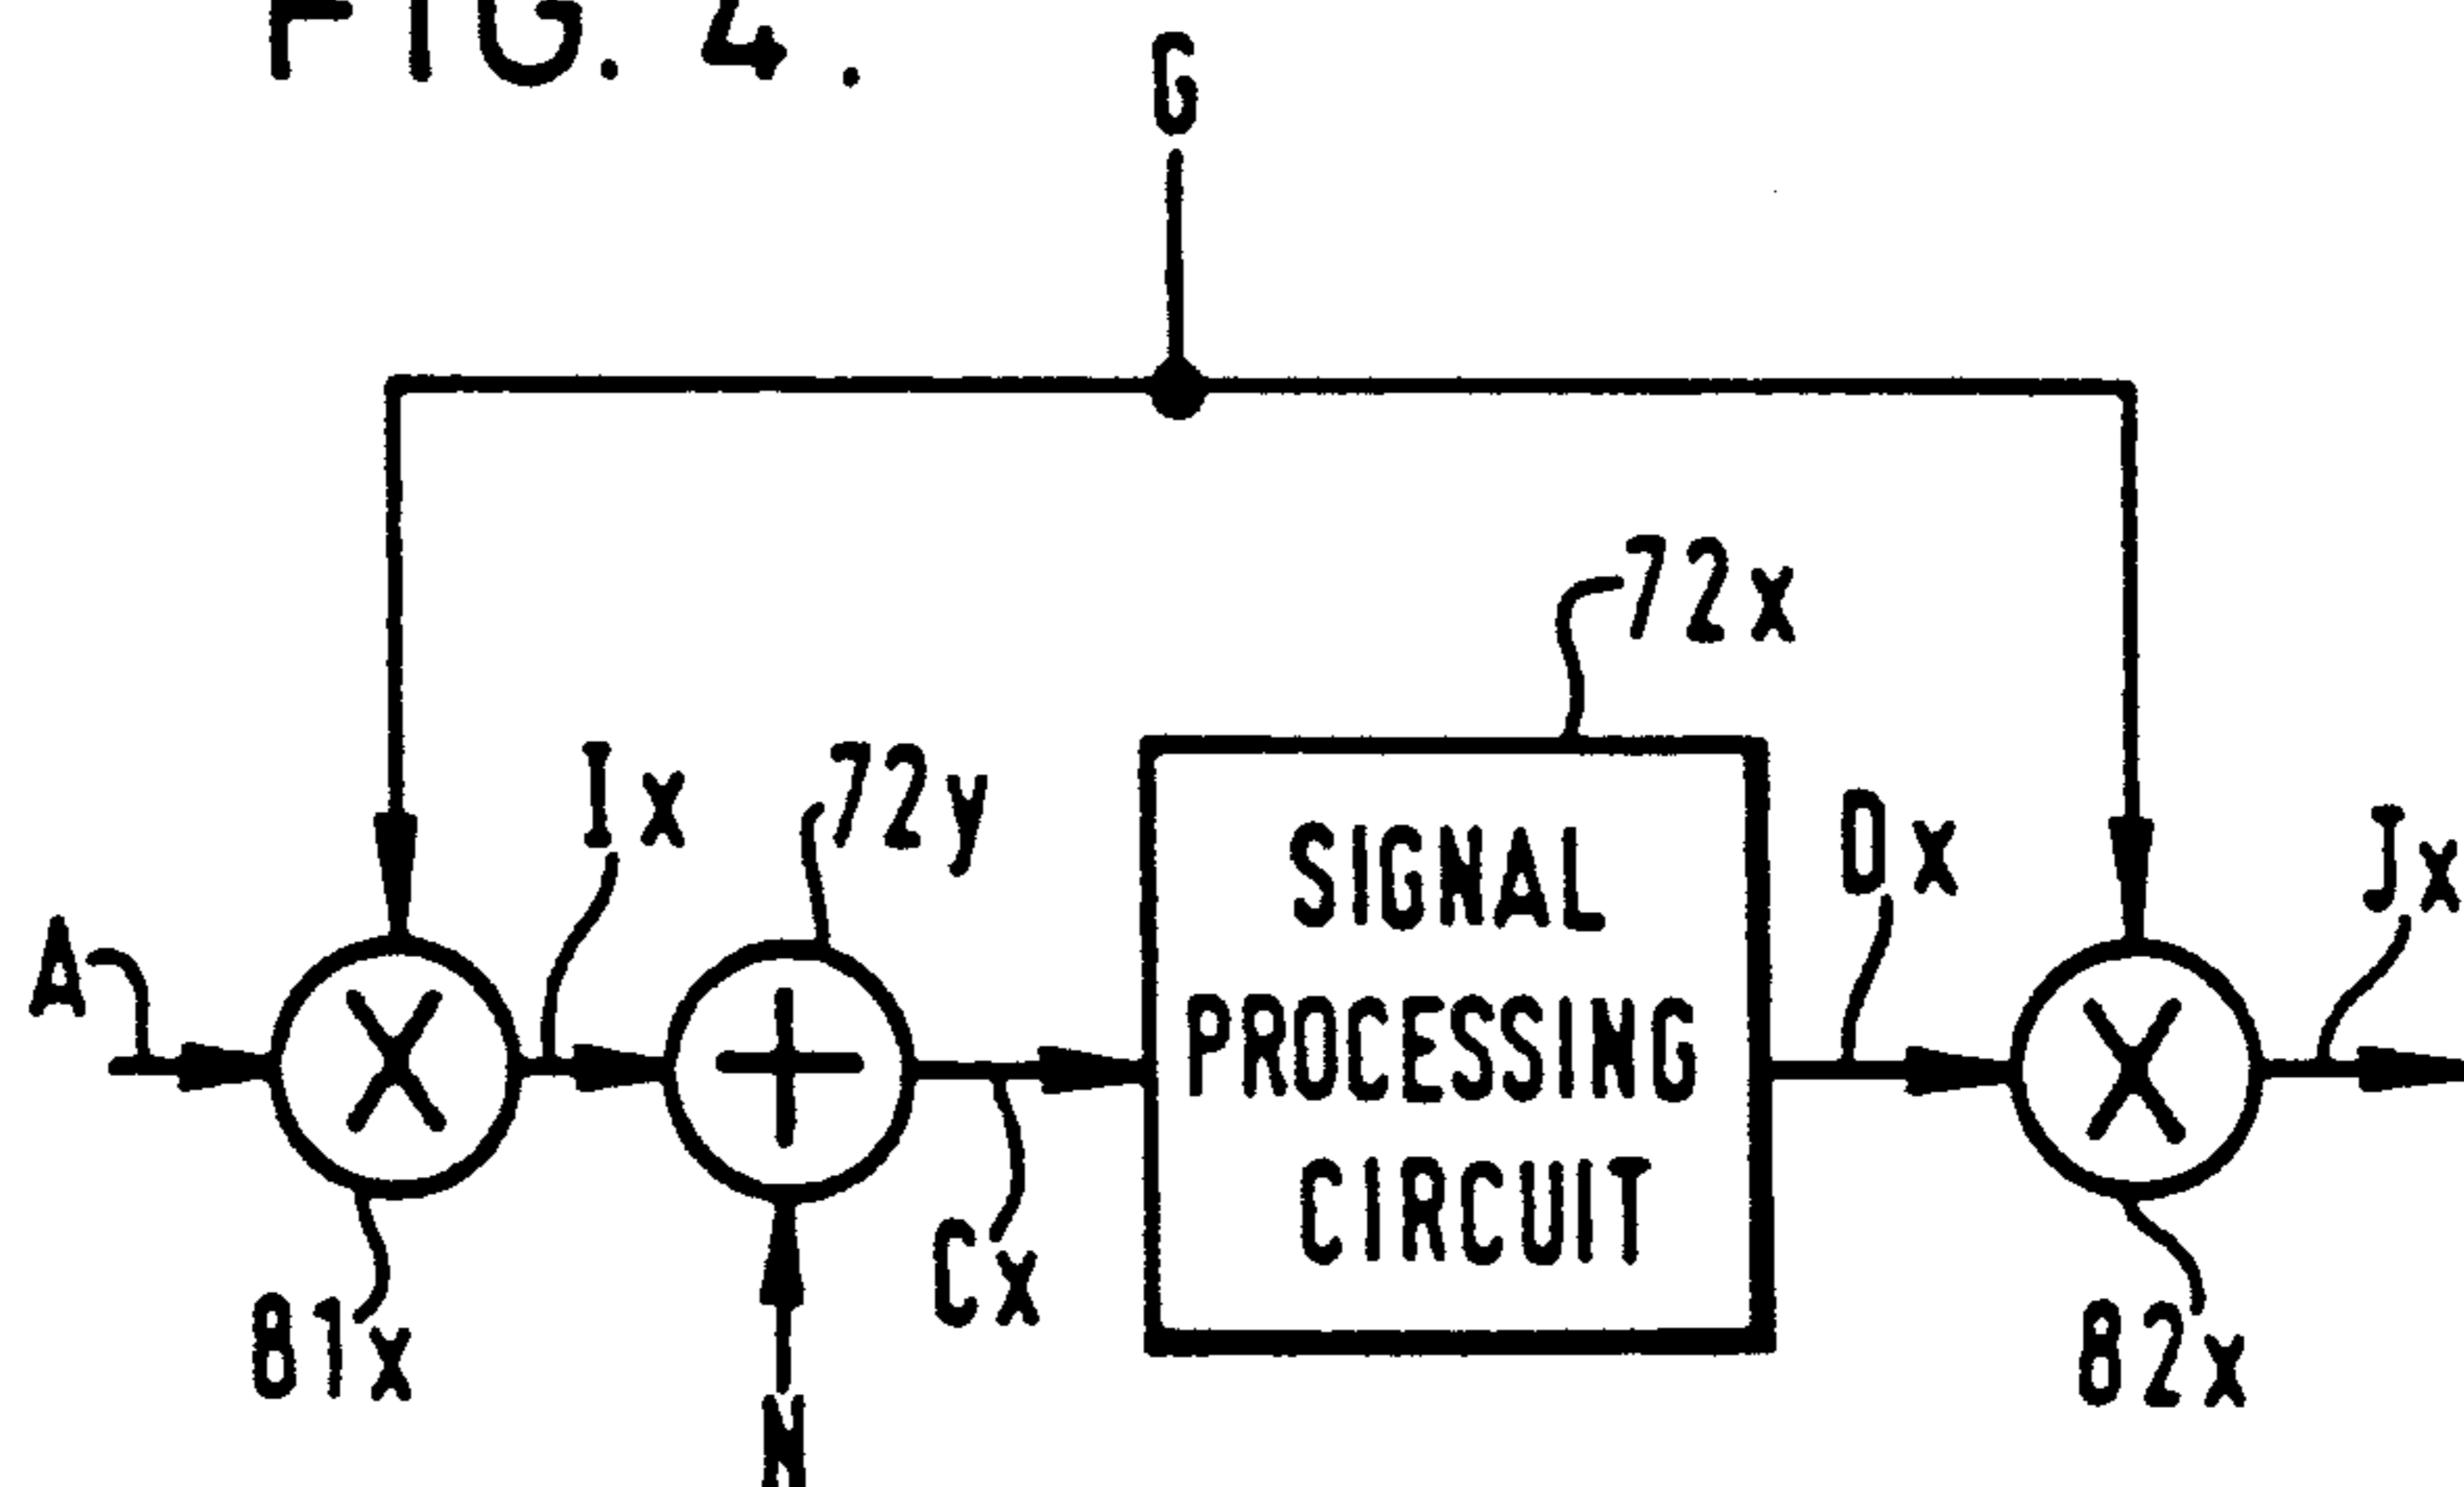 FIG. 4.
G
72x
Ix
72y
Dx
Jx
A
X
+
SIGNAL
PROCESSING
CIRCUIT
X
Cx
81x
82x
N